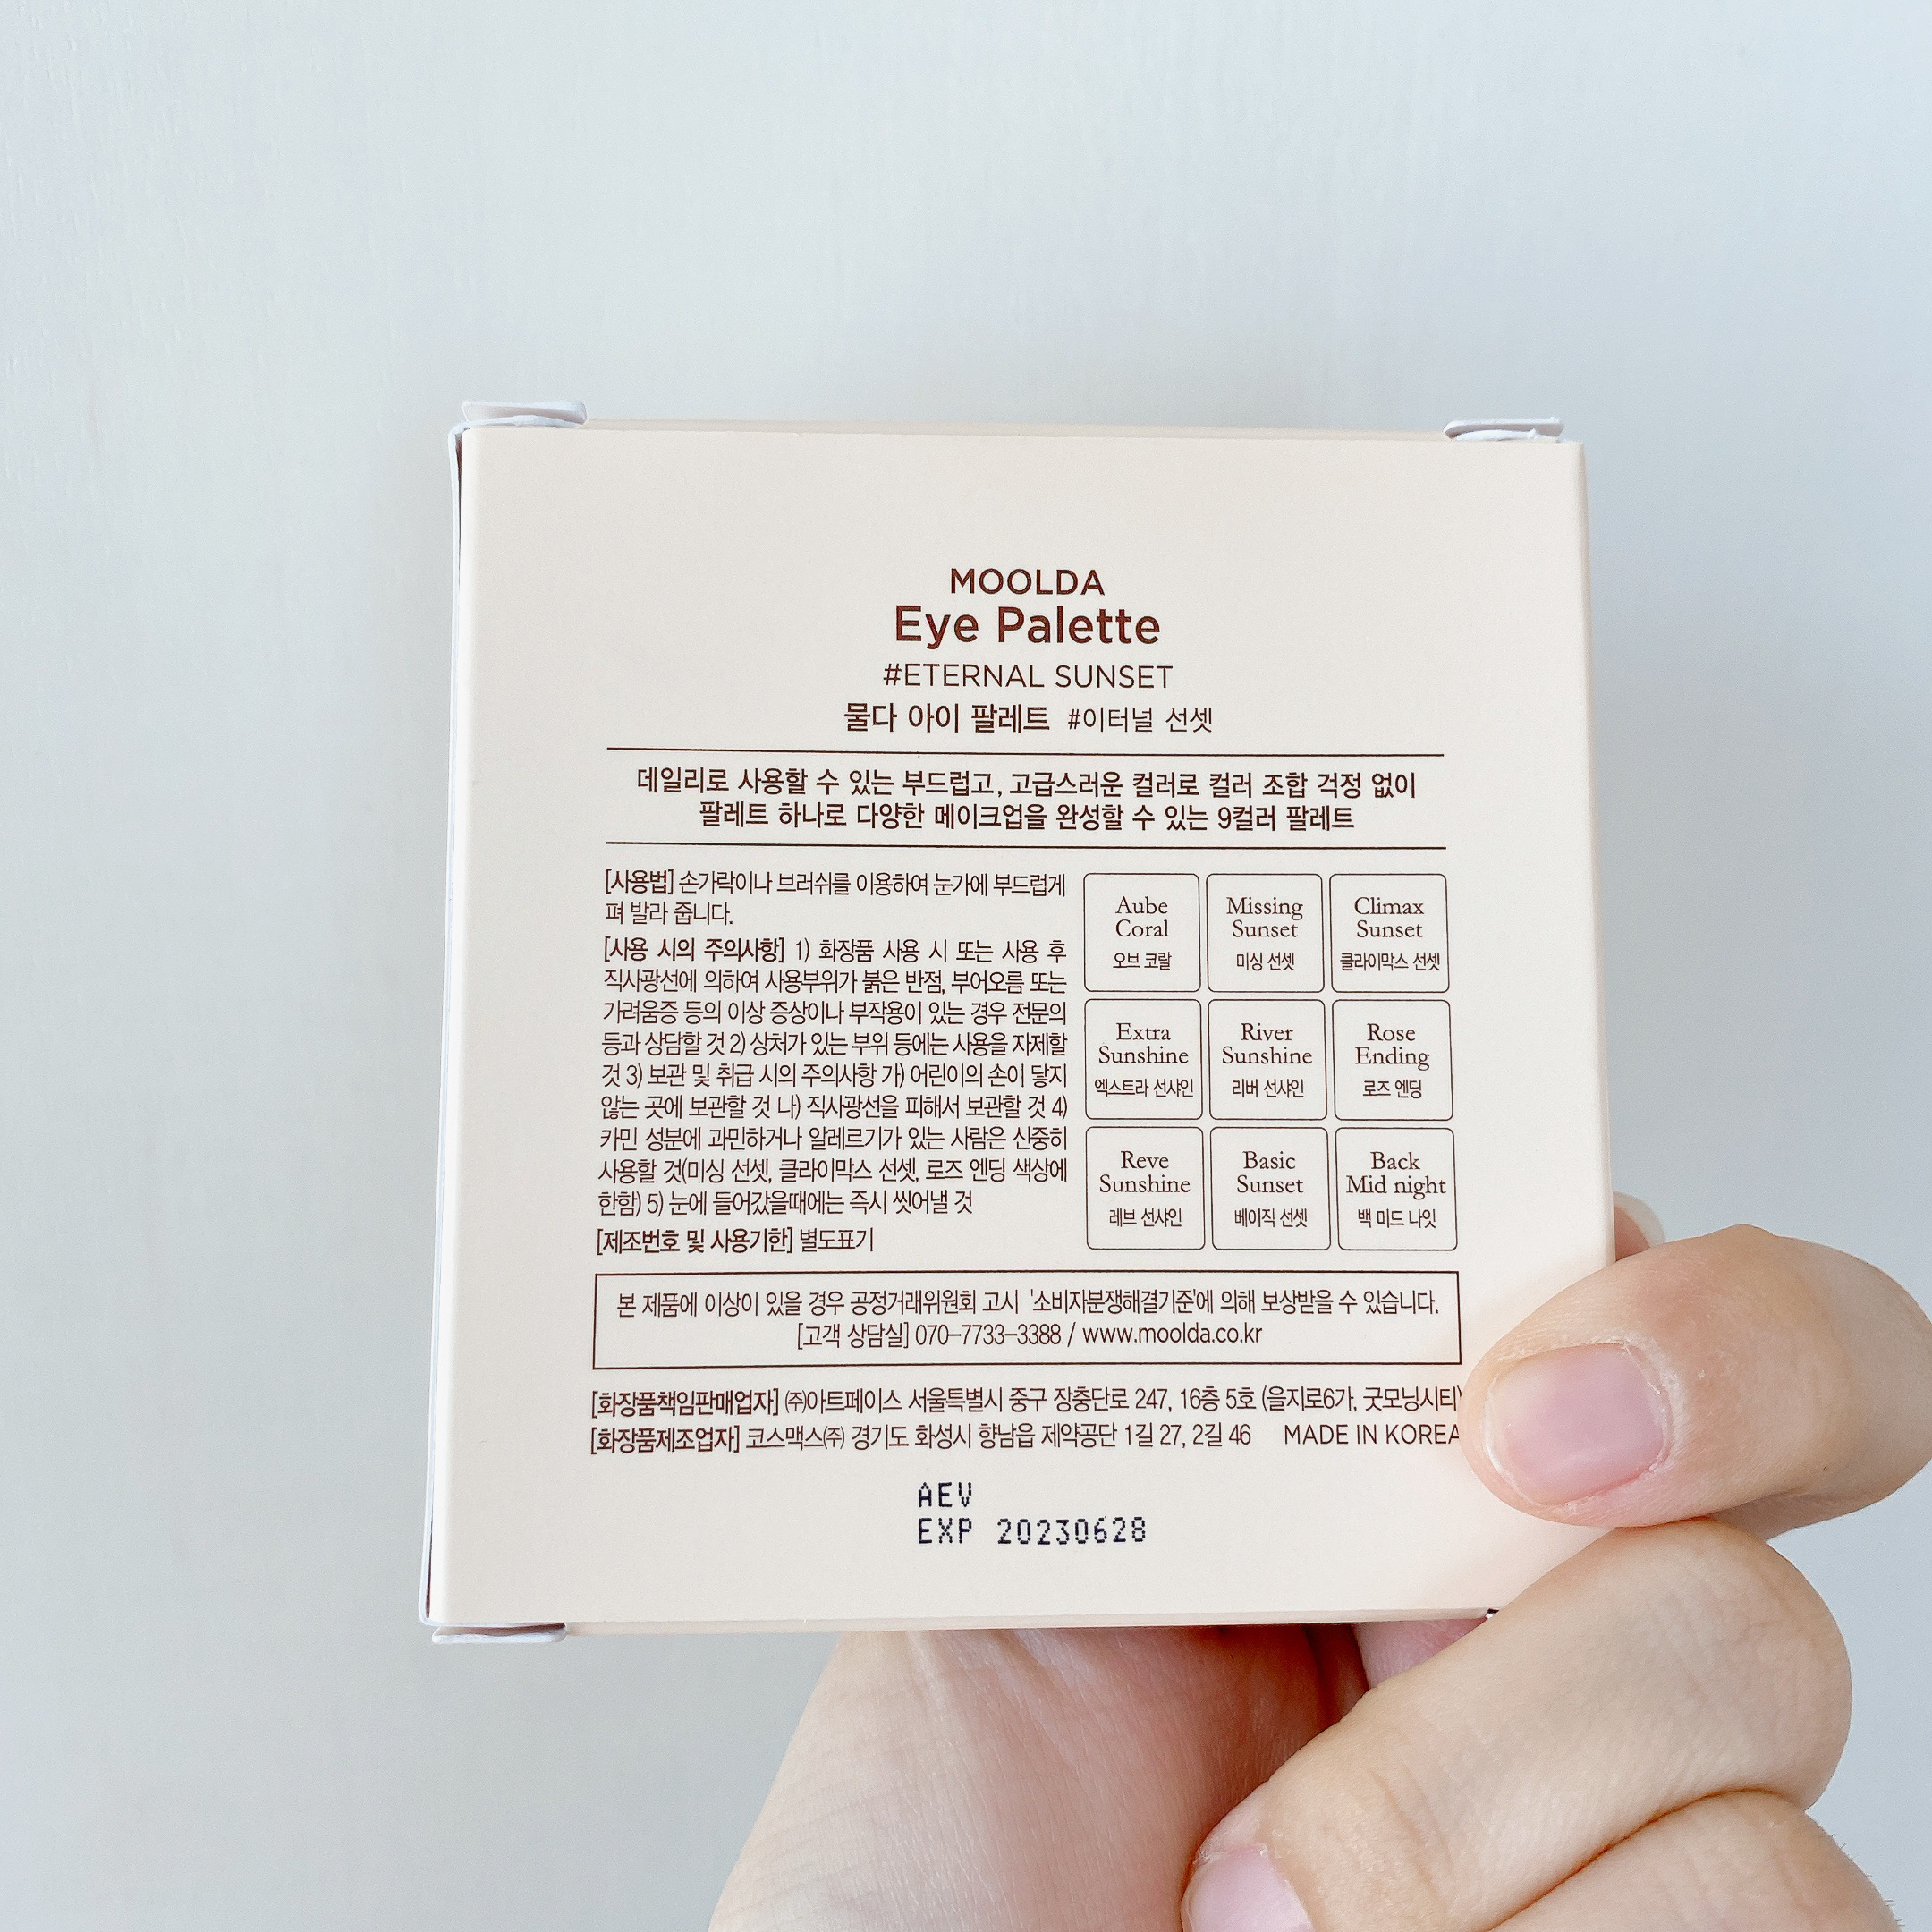 MOOLDA
Eye Palette
#ETERNAL SUNSET
물다 아이 팔레트 #이터널 선셋
데일리로 사용할 수 있는 부드럽고, 고급스러운 컬러로 컬러 조합 걱정 없이
팔레트 하나로 다양한 메이크업을 완성할 수 있는 9컬러 팔레트
[사용법] 손가락이나 브러쉬를 이용하여 눈가에 부드럽게
펴 발라 줍니다.
[사용 시의 주의사항] 1) 화장품 사용 시 또는 사용 후
직사광선에 의하여 사용부위가 붉은 반점, 부어오름 또는
가려움증 등의 이상 증상이나 부작용이 있는 경우 전문의
등과 상담할 것 2) 상처가 있는 부위 등에는 사용을 자제할
것 3) 보관 및 취급 시의 주의사항 가) 어린이의 손이 닿지
않는 곳에 보관할 것 나) 직사광선을 피해서 보관할 것 4)
카민 성분에 과민하거나 알레르기가 있는 사람은 신중히
사용할 것(미싱 선셋, 클라이막스 선셋, 로즈 엔딩 색상에
한함) 5) 눈에 들어갔을때에는 즉시 씻어낼 것
[제조번호 및 사용기한] 별도표기
Aube
Coral
오브 코랄
Missing
Sunset
미싱 선셋
Climax
Sunset
클라이막스 선셋
Extra
Sunshine
엑스트라 선샤인
River
Sunshine
리버 선샤인
Rose
Ending
로즈 엔딩
Reve
Sunshine
레브 선샤인
Basic
Sunset
베이직 선셋
Back
Mid night
백 미드 나잇
본 제품에 이상이 있을 경우 공정거래위원회 고시 '소비자분쟁해결기준'에 의해 보상받을 수 있습니다.
[고객 상담실] 070-7733-3388 / www.moolda.co.kr
[화장품책임판매업자] ㈜아트페이스 서울특별시 중구 장충단로 247, 16층 5호 (을지로6가, 굿모닝시티)
[화장품제조업자] 코스맥스㈜ 경기도 화성시 향남읍 제약공단 1길 27, 2길 46 MADE IN KOREA
AEV
EXP 20230628